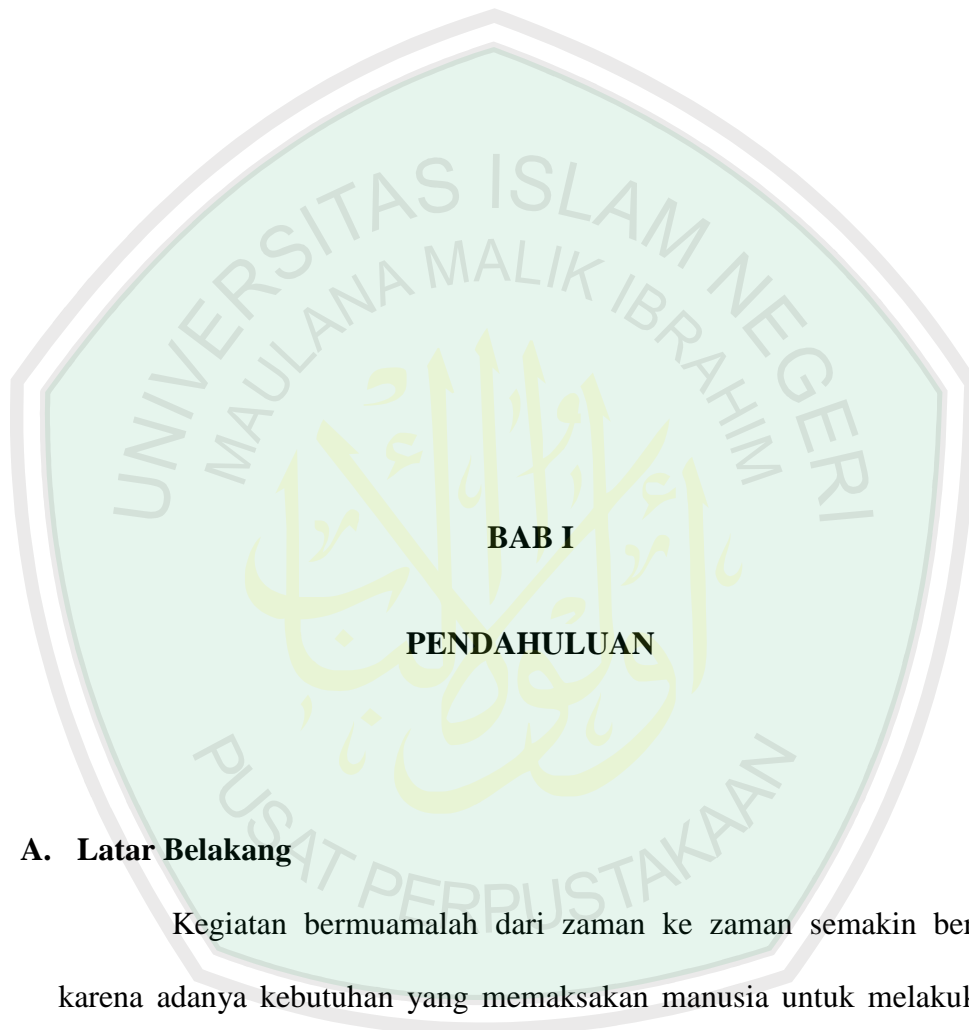 UNIVERSITAS ISLAM NEGERI
MAULANA MALIK IBRAHIM
BAB I
PENDAHULUAN
PUSAT PERPUSTAKAAN
A. Latar Belakang
Kegiatan bermuamalah dari zaman ke zaman semakin
karena adanya kebutuhan yang memaksakan manusia untuk